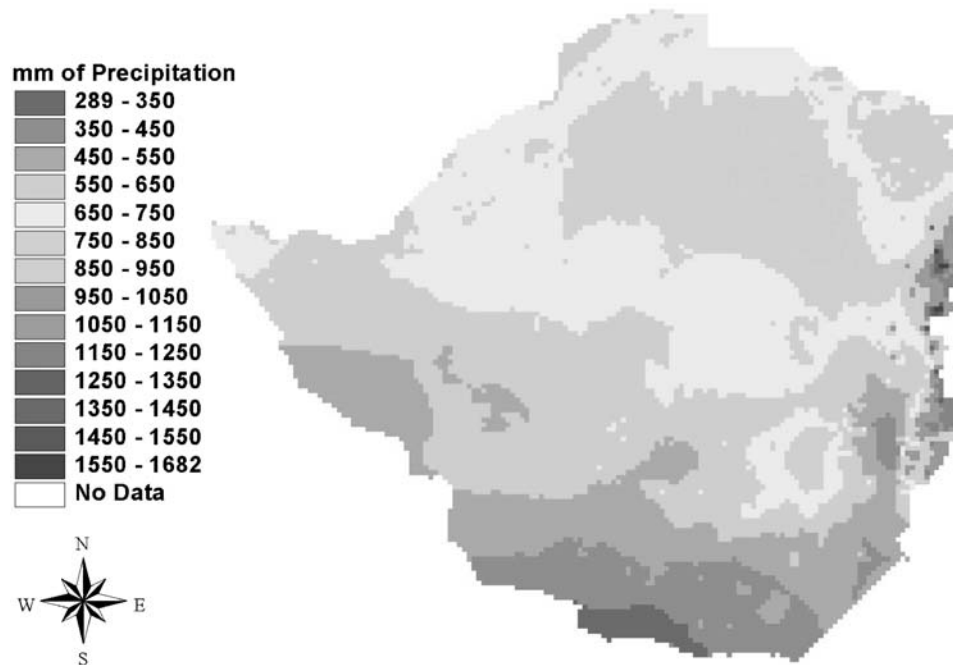 mm of Precipitation
289 - 350
350 - 450
450 - 550
550 - 650
650 - 750
750 - 850
850 - 950
950 - 1050
1050 - 1150
1150 - 1250
1250 - 1350
1350 - 1450
1450 - 1550
1550 - 1682
No Data
N
W E
S